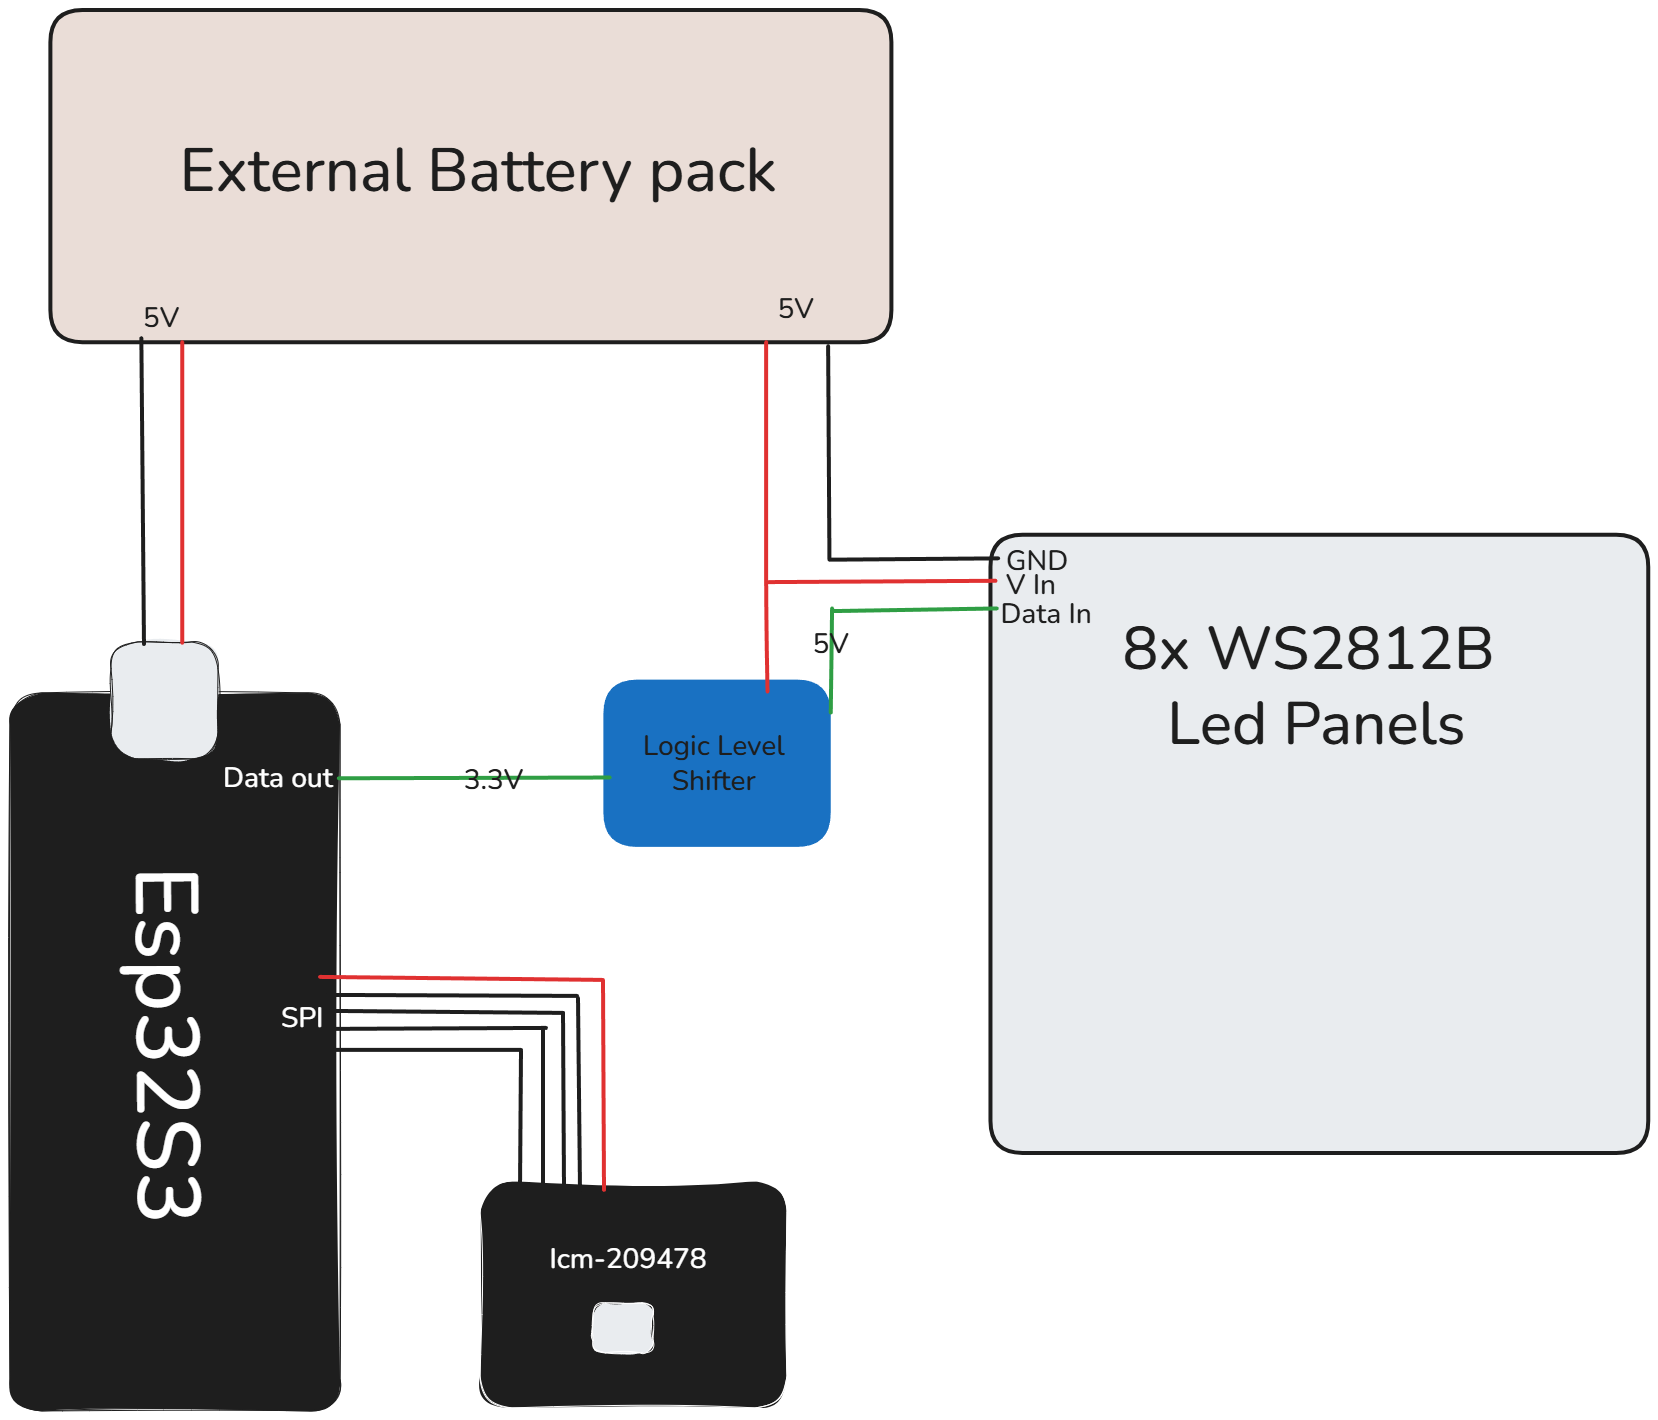 External Battery pack
5V
5V
GND
V In
Data In
5V
8x WS2812B
Led Panels
Logic Level
Shifter
Data out
3.3V
Esp32S3
SPI
Icm-209478